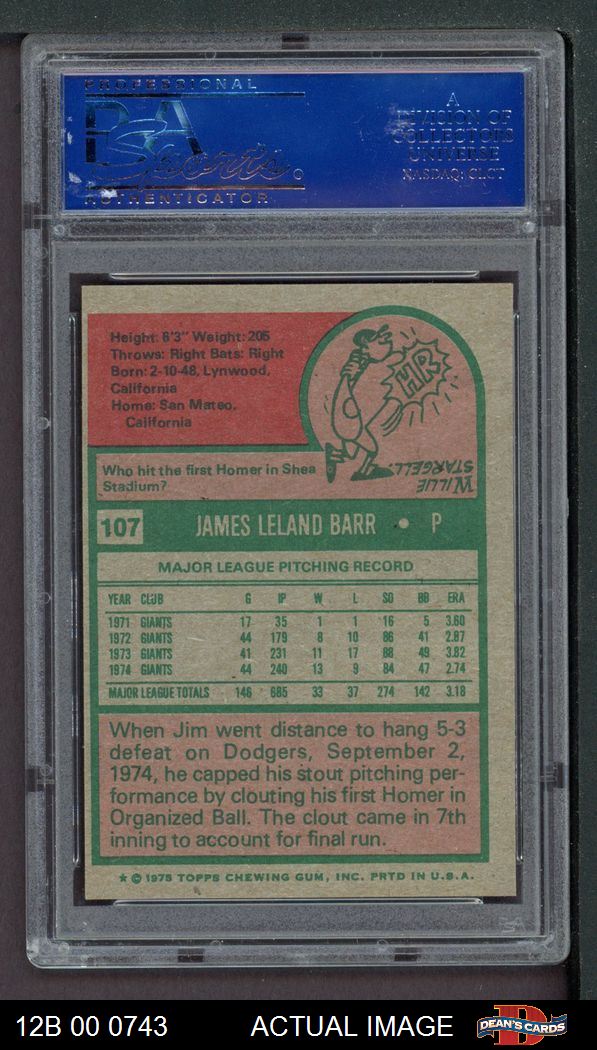 PROFESSIONAL
PSA
Sports
AUTHENTICATOR
A
DIVISION OF
COLLECTORS
UNIVERSE
NASDAQ: CLCT
Height: 6'3" Weight: 205
Throws: Right Bats: Right
Born: 2-10-48, Lynwood,
California
Home: San Mateo,
California
HR
Who hit the first Homer in Shea
Stadium?
WILLIE
STARGELL
107 JAMES LELAND BARR • P
MAJOR LEAGUE PITCHING RECORD
YEAR CLUB G IP W L SO BB ERA
1971 GIANTS 17 35 1 1 16 5 3.60
1972 GIANTS 44 179 8 10 86 41 2.87
1973 GIANTS 41 231 11 17 88 49 3.82
1974 GIANTS 44 240 13 9 84 47 2.74
MAJOR LEAGUE TOTALS 146 685 33 37 274 142 3.18
When Jim went distance to hang 5-3
defeat on Dodgers, September 2,
1974, he capped his stout pitching per-
formance by clouting his first Homer in
Organized Ball. The clout came in 7th
inning to account for final run.
★ © 1975 TOPPS CHEWING GUM, INC. PRTD IN U.S.A.
12B 00 0743 ACTUAL IMAGE DEAN'S CARDS